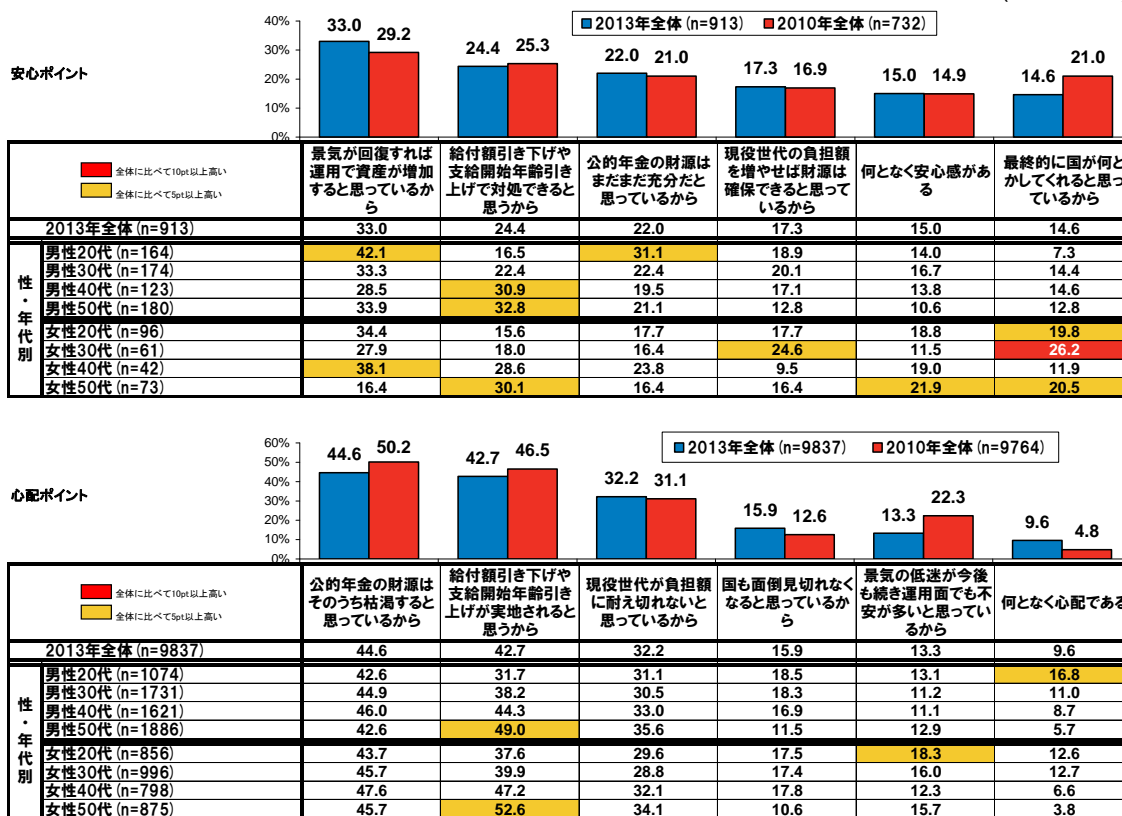 40%
30%
20%
10%
0%
33.0 29.2 24.4 25.3 22.0 21.0 17.3 16.9 15.0 14.9 14.6 21.0
2013年全体(n=913) 2010年全体(n=732)
安心ポイント
全体に比べて10pt以上高い
全体に比べて5pt以上高い
景気が回復すれば
運用で資産が増加
すると思っているか
ら
給付額引き下げや
支給開始年齢引き
上げで対処できると
思うから
公的年金の財源は
まだまだ充分だと
思っているから
現役世代の負担額
を増やせば財源は
確保できると思って
いるから
何となく安心感があ
る
最終的に国が何と
かしてくれると思っ
ているから
2013年全体(n=913) 33.0 24.4 22.0 17.3 15.0 14.6
性・年代別
男性20代(n=164) 42.1 16.5 31.1 18.9 14.0 7.3
男性30代(n=174) 33.3 22.4 22.4 20.1 16.7 14.4
男性40代(n=123) 28.5 30.9 19.5 17.1 13.8 14.6
男性50代(n=180) 33.9 32.8 21.1 12.8 10.6 12.8
女性20代(n=96) 34.4 15.6 17.7 17.7 18.8 19.8
女性30代(n=61) 27.9 18.0 16.4 24.6 11.5 26.2
女性40代(n=42) 38.1 28.6 23.8 9.5 19.0 11.9
女性50代(n=73) 16.4 30.1 16.4 16.4 21.9 20.5
60%
50%
40%
30%
20%
10%
0%
44.6 50.2 42.7 46.5 32.2 31.1 15.9 12.6 13.3 22.3 9.6 4.8
2013年全体(n=9837) 2010年全体(n=9764)
心配ポイント
全体に比べて10pt以上高い
全体に比べて5pt以上高い
公的年金の財源は
そのうち枯渇すると
思っているから
給付額引き下げや
支給開始年齢引き
上げが実地されると
思うから
現役世代が負担額
に耐え切れないと
思っているから
国も面倒見切れなく
なると思っているか
ら
景気の低迷が今後
も続き運用面でも不
安が多いと思ってい
るから
何となく心配である
2013年全体(n=9837) 44.6 42.7 32.2 15.9 13.3 9.6
性・年代別
男性20代(n=1074) 42.6 31.7 31.1 18.5 13.1 16.8
男性30代(n=1731) 44.9 38.2 30.5 18.3 11.2 11.0
男性40代(n=1621) 46.0 44.3 33.0 16.9 11.1 8.7
男性50代(n=1886) 42.6 49.0 35.6 11.5 12.9 5.7
女性20代(n=856) 43.7 37.6 29.6 17.5 18.3 12.6
女性30代(n=996) 45.7 39.9 28.8 17.4 16.0 12.7
女性40代(n=798) 47.6 47.2 32.1 17.8 12.3 6.6
女性50代(n=875) 45.7 52.6 34.1 10.6 15.7 3.8